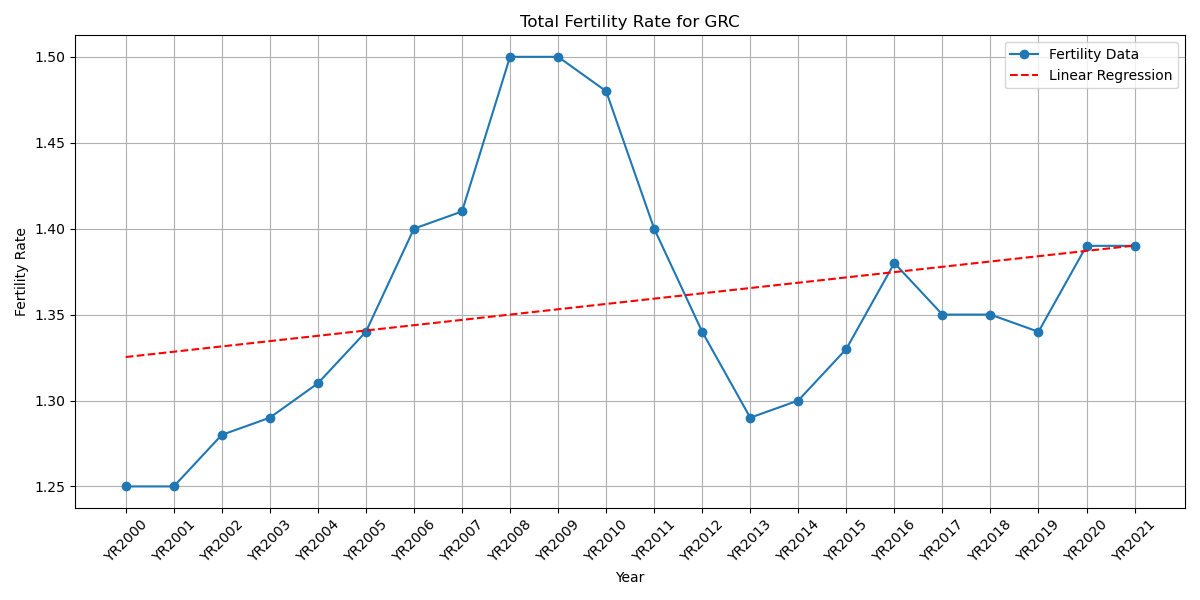 Total Fertility Rate for GRC
Fertility Data
Linear Regression
Fertility Rate
1.50
1.45
1.40
1.35
1.30
1.25
YR2000
YR2001
YR2002
YR2003
YR2004
YR2005
YR2006
YR2007
YR2008
YR2009
YR2010
YR2011
YR2012
YR2013
YR2014
YR2015
YR2016
YR2017
YR2018
YR2019
YR2020
YR2021
Year